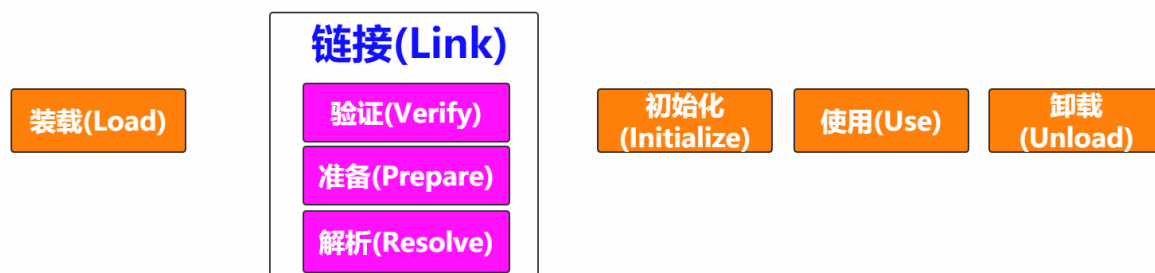 装载(Load)
链接(Link)
验证(Verify)
准备(Prepare)
解析(Resolve)
初始化
(Initialize)
使用(Use)
卸载
(Unload)